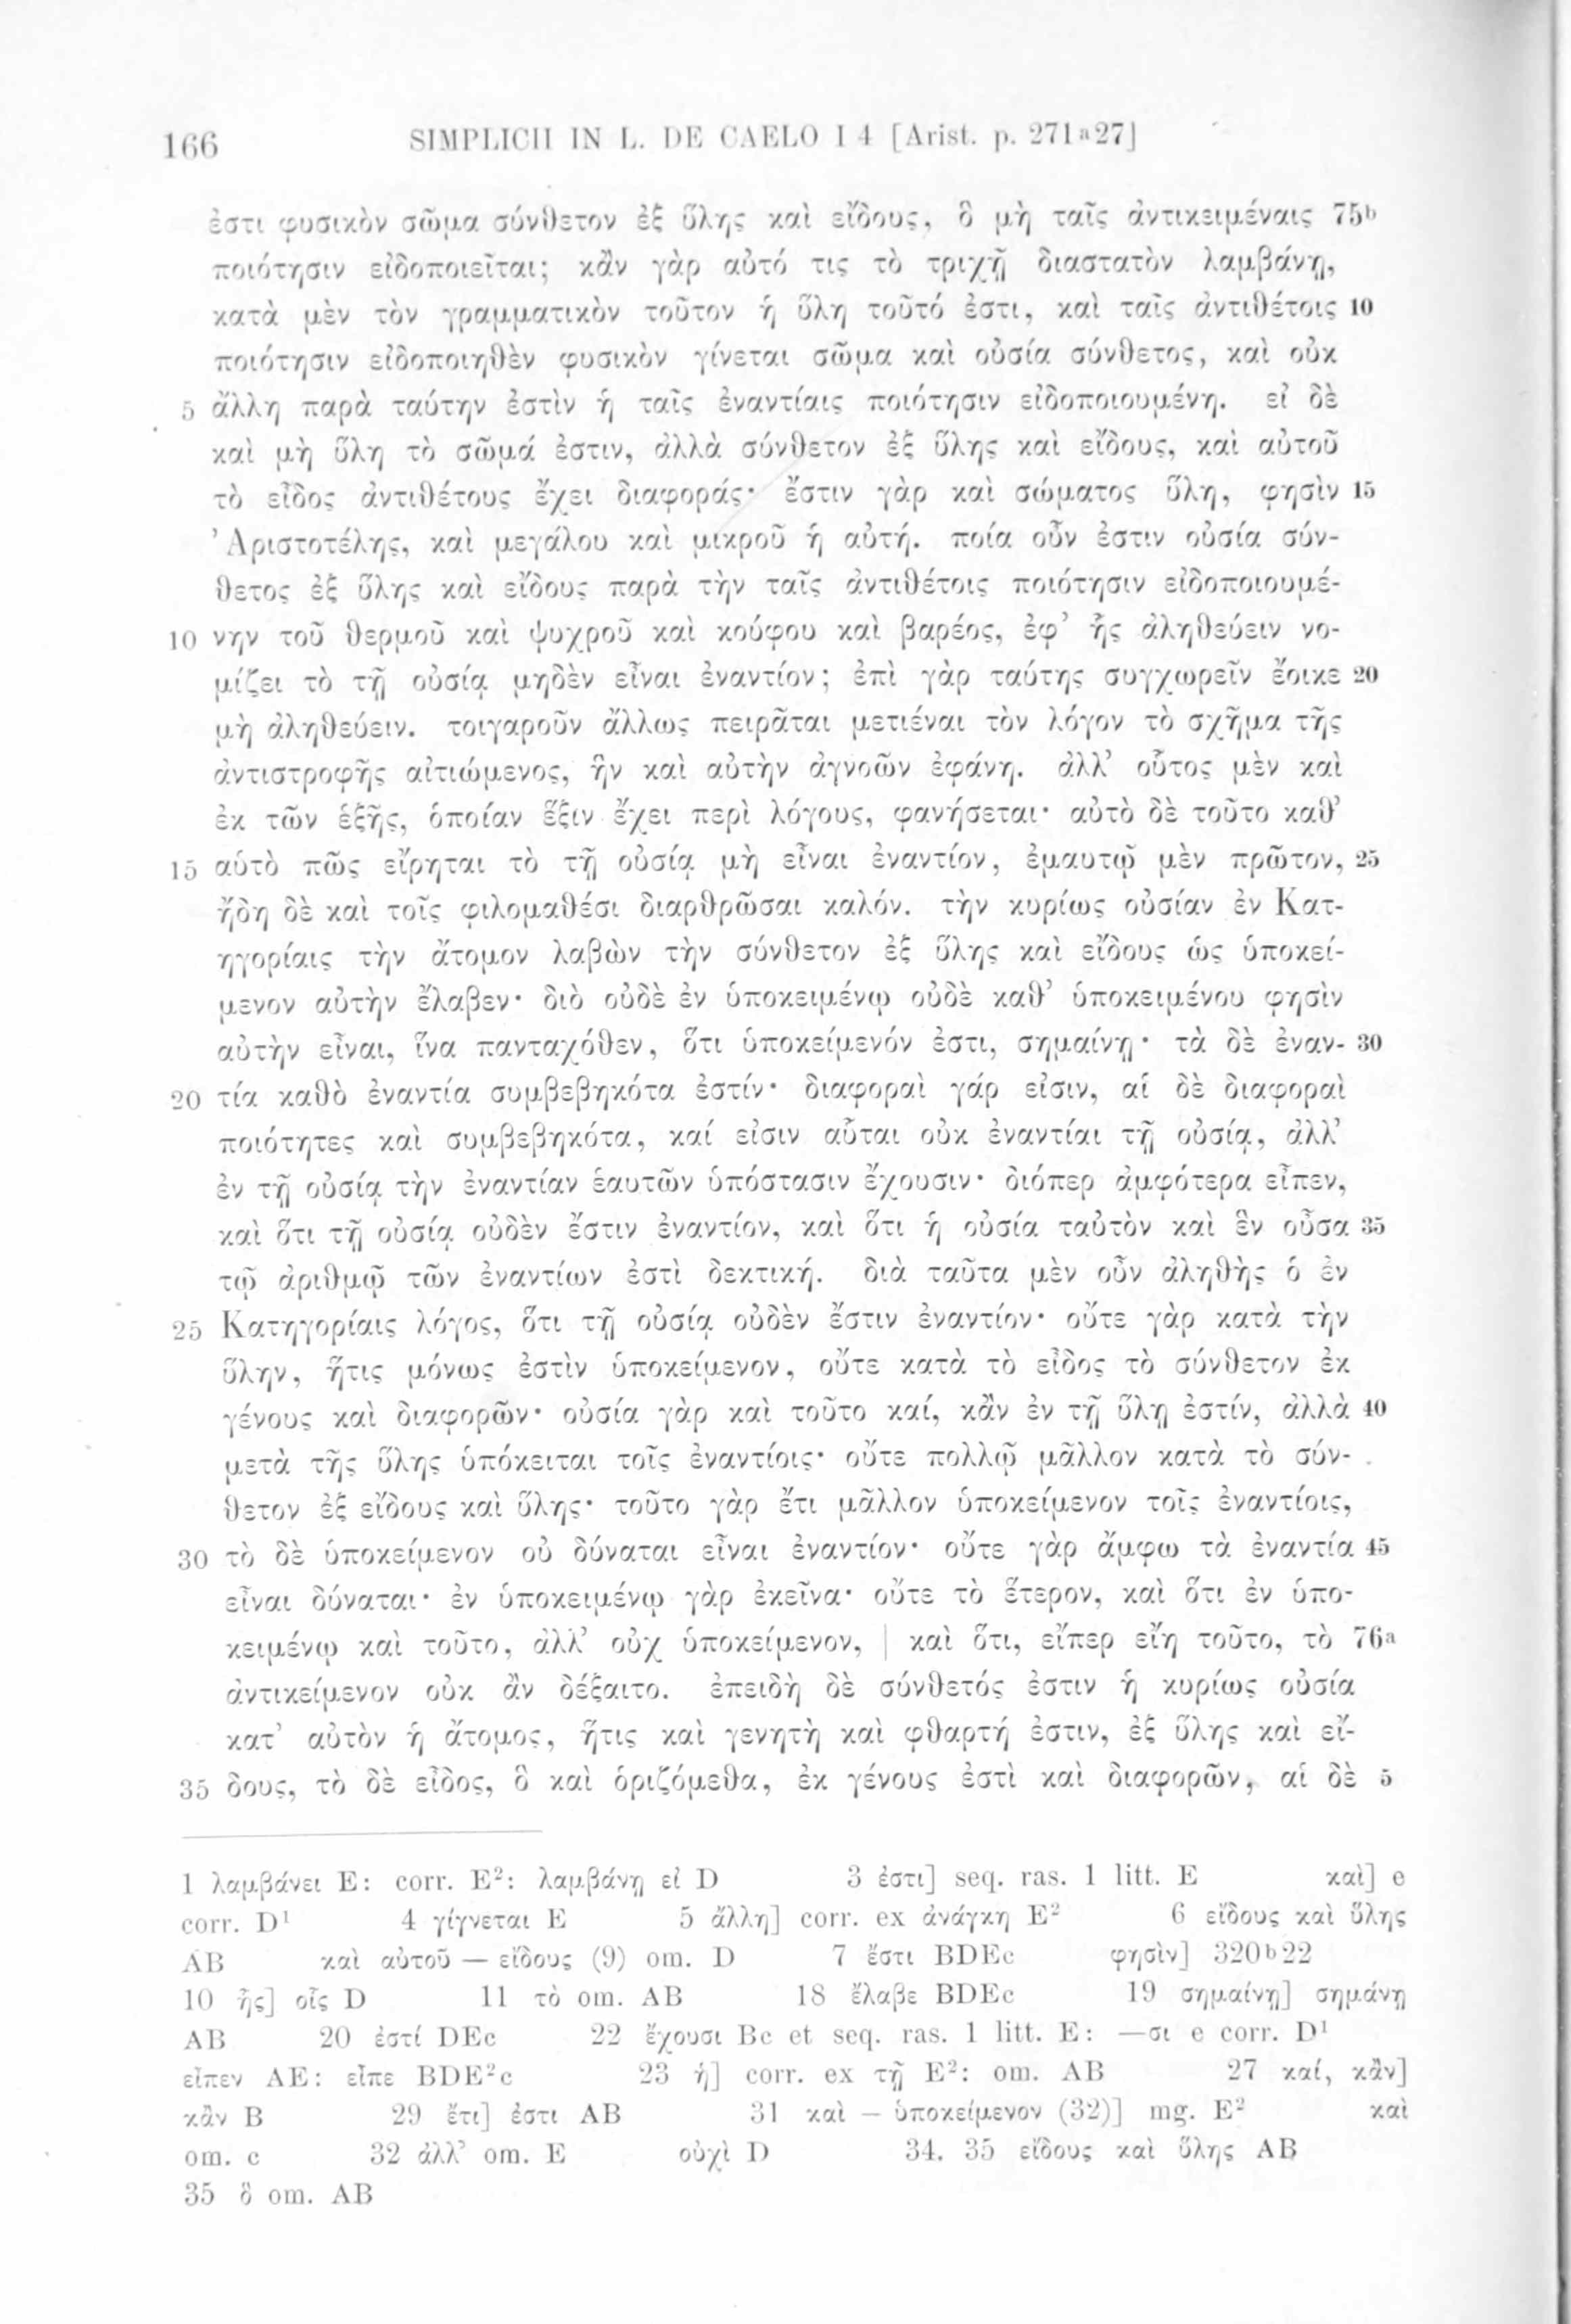 166 SIMPLICII IN L. DE CAELO I 4 [Arist. p. 271a27]
ἐστι φυσικὸν σῶμα σύνθετον ἐξ ὕλης καὶ εἴδους, ὃ μὴ ταῖς ἀντικειμέναις 75b
ποιότησιν εἰδοποιεῖται; κἂν γὰρ αὐτό τις τὸ τριχῇ διαστατὸν λαμβάνῃ,
κατὰ μὲν τὸν γραμματικὸν τοῦτον ἡ ὕλη τοῦτό ἐστι, καὶ ταῖς ἀντιθέτοις 10
ποιότησιν εἰδοποιηθὲν φυσικὸν γίνεται σῶμα καὶ οὐσία σύνθετος, καὶ οὐκ
5 ἄλλη παρὰ ταύτην ἐστὶν ἡ ταῖς ἐναντίαις ποιότησιν εἰδοποιουμένη. εἰ δὲ
καὶ μὴ ὕλη τὸ σῶμά ἐστιν, ἀλλὰ σύνθετον ἐξ ὕλης καὶ εἴδους, καὶ αὐτοῦ
τὸ εἶδος ἀντιθέτους ἔχει διαφοράς· ἔστιν γὰρ καὶ σώματος ὕλη, φησὶν 15
Ἀριστοτέλης, καὶ μεγάλου καὶ μικροῦ ἡ αὐτή. ποία οὖν ἐστιν οὐσία σύν-
θετος ἐξ ὕλης καὶ εἴδους παρὰ τὴν ταῖς ἀντιθέτοις ποιότησιν εἰδοποιουμέ-
10 νην τοῦ θερμοῦ καὶ ψυχροῦ καὶ κούφου καὶ βαρέος, ἐφ’ ἧς ἀληθεύειν νο-
μίζει τὸ τῇ οὐσίᾳ μηδὲν εἶναι ἐναντίον; ἐπὶ γὰρ ταύτης συγχωρεῖν ἔοικε 20
μὴ ἀληθεύειν. τοιγαροῦν ἄλλως πειρᾶται μετιέναι τὸν λόγον τὸ σχῆμα τῆς
ἀντιστροφῆς αἰτιώμενος, ἣν καὶ αὐτὴν ἀγνοῶν ἐφάνη. ἀλλ’ οὗτος μὲν καὶ
ἐκ τῶν ἑξῆς, ὁποίαν ἕξιν ἔχει περὶ λόγους, φανήσεται· αὐτὸ δὲ τοῦτο καθ’
15 αὑτὸ πῶς εἴρηται τὸ τῇ οὐσίᾳ μὴ εἶναι ἐναντίον, ἐμαυτῷ μὲν πρῶτον, 25
ἤδη δὲ καὶ τοῖς φιλομαθέσι διαρθρῶσαι καλόν. τὴν κυρίως οὐσίαν ἐν Κατ-
ηγορίαις τὴν ἄτομον λαβὼν τὴν σύνθετον ἐξ ὕλης καὶ εἴδους ὡς ὑποκεί-
μενον αὐτὴν ἔλαβεν· διὸ οὐδὲ ἐν ὑποκειμένῳ οὐδὲ καθ’ ὑποκειμένου φησὶν
αὐτὴν εἶναι, ἵνα πανταχόθεν, ὅτι ὑποκείμενόν ἐστι, σημαίνῃ· τὰ δὲ ἐναν- 30
20 τία καθὸ ἐναντία συμβεβηκότα ἐστίν· διαφοραὶ γάρ εἰσιν, αἱ δὲ διαφοραὶ
ποιότητες καὶ συμβεβηκότα, καί εἰσιν αὗται οὐκ ἐναντίαι τῇ οὐσίᾳ, ἀλλ’
ἐν τῇ οὐσίᾳ τὴν ἐναντίαν ἑαυτῶν ὑπόστασιν ἔχουσιν· διόπερ ἀμφότερα εἶπεν,
καὶ ὅτι τῇ οὐσίᾳ οὐδὲν ἔστιν ἐναντίον, καὶ ὅτι ἡ οὐσία ταὐτὸν καὶ ἓν οὖσα 35
τῷ ἀριθμῷ τῶν ἐναντίων ἐστὶ δεκτική. διὰ ταῦτα μὲν οὖν ἀληθὴς ὁ ἐν
25 Κατηγορίαις λόγος, ὅτι τῇ οὐσίᾳ οὐδὲν ἔστιν ἐναντίον· οὔτε γὰρ κατὰ τὴν
ὕλην, ἥτις μόνως ἐστὶν ὑποκείμενον, οὔτε κατὰ τὸ εἶδος τὸ σύνθετον ἐκ
γένους καὶ διαφορῶν· οὐσία γὰρ καὶ τοῦτο καί, κἂν ἐν τῇ ὕλῃ ἐστίν, ἀλλὰ 40
μετὰ τῆς ὕλης ὑπόκειται τοῖς ἐναντίοις· οὔτε πολλῷ μᾶλλον κατὰ τὸ σύν-
θετον ἐξ εἴδους καὶ ὕλης· τοῦτο γὰρ ἔτι μᾶλλον ὑποκείμενον τοῖς ἐναντίοις,
30 τὸ δὲ ὑποκείμενον οὐ δύναται εἶναι ἐναντίον· οὔτε γὰρ ἄμφω τὰ ἐναντία 45
εἶναι δύναται· ἐν ὑποκειμένῳ γὰρ ἐκεῖνα· οὔτε τὸ ἕτερον, καὶ ὅτι ἐν ὑπο-
κειμένῳ καὶ τοῦτο, ἀλλ’ οὐχ ὑποκείμενον, | καὶ ὅτι, εἴπερ εἴη τοῦτο, τὸ 76a
ἀντικείμενον οὐκ ἂν δέξαιτο. ἐπειδὴ δὲ σύνθετός ἐστιν ἡ κυρίως οὐσία
κατ’ αὐτὸν ἡ ἄτομος, ἥτις καὶ γενητὴ καὶ φθαρτή ἐστιν, ἐξ ὕλης καὶ εἴ-
35 δους, τὸ δὲ εἶδος, ὃ καὶ ὁριζόμεθα, ἐκ γένους ἐστὶ καὶ διαφορῶν, αἱ δὲ 5
1 λαμβάνει E: corr. E²: λαμβάνῃ εἰ D 3 ἐστι] seq. ras. 1 litt. E καὶ] e
corr. D¹ 4 γίγνεται E 5 ἄλλη] corr. ex ἀνάγκη E² 6 εἴδους καὶ ὕλης
AB καὶ αὐτοῦ — εἴδους (9) om. D 7 ἔστι BDEc φησὶν] 320b22
10 ἧς] οἷς D 11 τὸ om. AB 18 ἔλαβε BDEc 19 σημαίνῃ] σημάνῃ
AB 20 ἐστί DEc 22 ἔχουσι Bc et seq. ras. 1 litt. E: —σι e corr. D¹
εἶπεν AE: εἶπε BDE²c 23 ἡ] corr. ex τῇ E²: om. AB 27 καί, κἂν]
κἂν B 29 ἔτι] ἐστι AB 31 καὶ — ὑποκείμενον (32)] mg. E² καὶ
om. c 32 ἀλλ’ om. E οὐχὶ D 34. 35 εἴδους καὶ ὕλης AB
35 ὃ om. AB